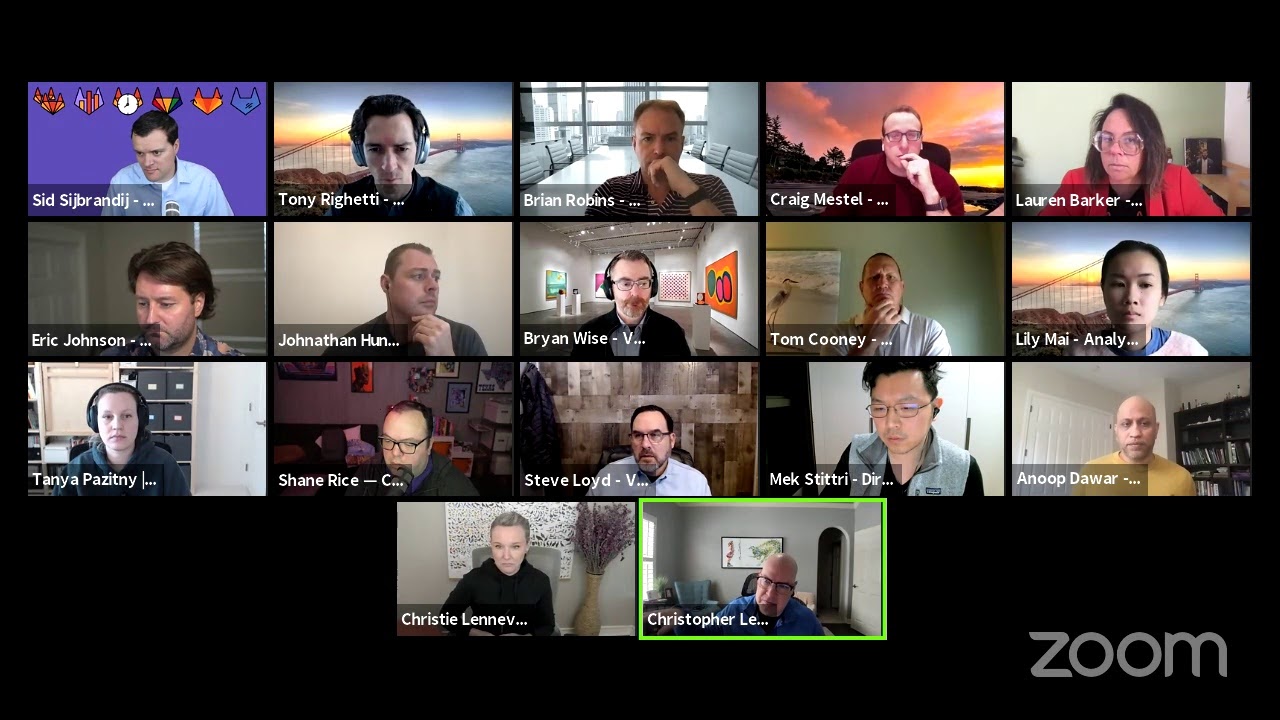 Sid Sijbrandij - ...
Tony Righetti - ...
Brian Robins - ...
Craig Mestel - ...
Lauren Barker -...
Eric Johnson - ...
Johnathan Hun...
Bryan Wise - V...
Tom Cooney - ...
Lily Mai - Analy...
Tanya Pazitny |...
Shane Rice — C...
Steve Loyd - V...
Mek Stittri - Dir...
Anoop Dawar -...
Christie Lennev...
Christopher Le...
zoom